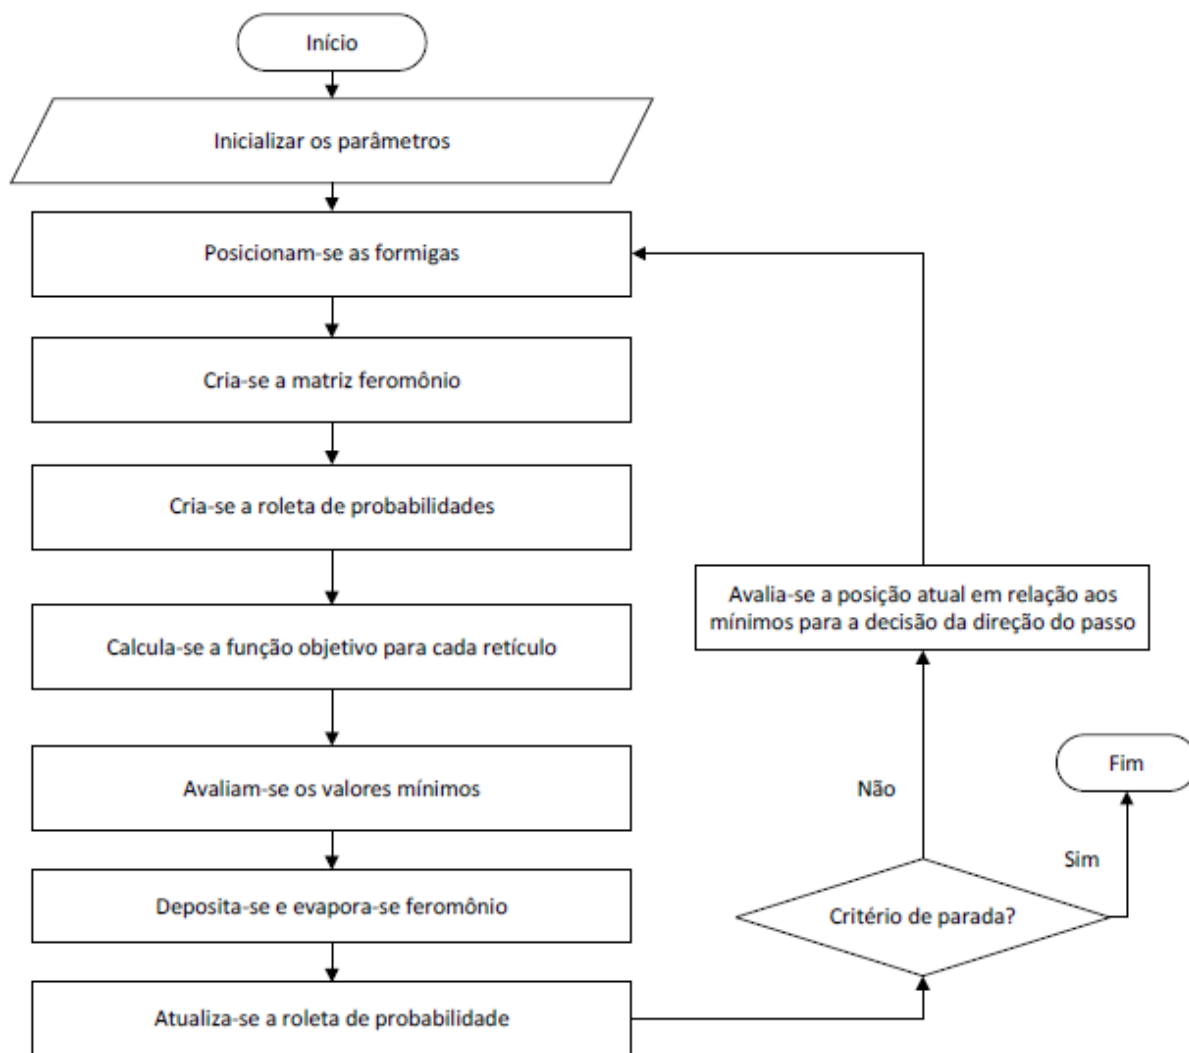 Início
Inicializar os parâmetros
Posicionam-se as formigas
Cria-se a matriz feromônio
Cria-se a roleta de probabilidades
Calcula-se a função objetivo para cada retículo
Avaliam-se os valores mínimos
Deposita-se e evapora-se feromônio
Atualiza-se a roleta de probabilidade
Critério de parada?
Não
Avalia-se a posição atual em relação aos
mínimos para a decisão da direção do passo
Sim
Fim